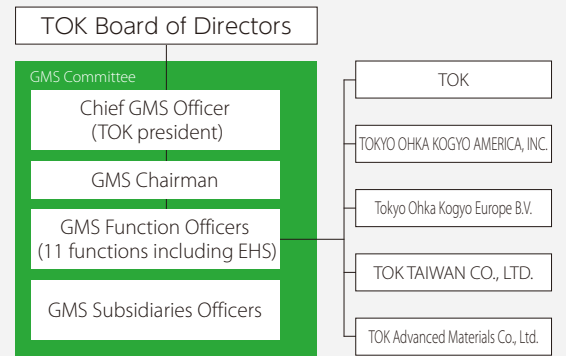 TOK Board of Directors
GMS Committee
Chief GMS Officer
(TOK president)
GMS Chairman
GMS Function Officers
(11 functions including EHS)
GMS Subsidiaries Officers
TOK
TOKYO OHKA KOGYO AMERICA, INC.
Tokyo Ohka Kogyo Europe B.V.
TOK TAIWAN CO., LTD.
TOK Advanced Materials Co., Ltd.